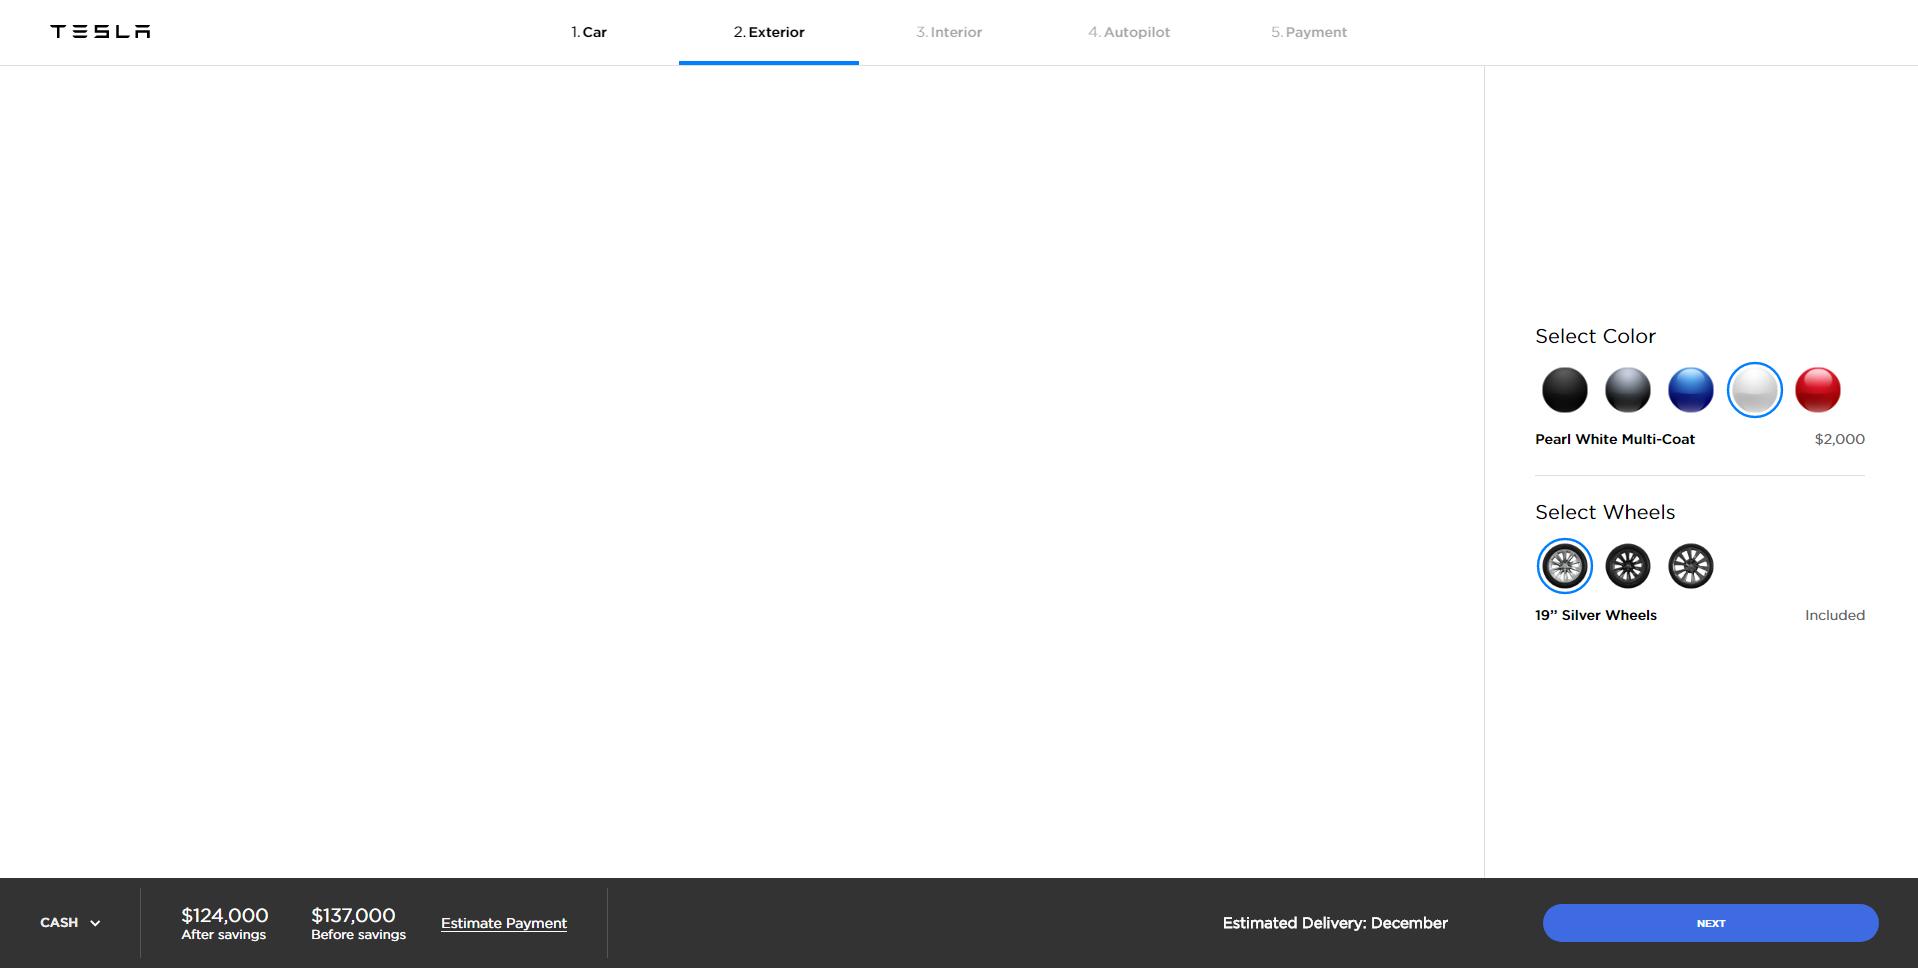 TESLA
1. Car
2. Exterior
3. Interior
4. Autopilot
5. Payment
Select Color
Pearl White Multi-Coat
$2,000
Select Wheels
19” Silver Wheels
Included
CASH
$124,000
After savings
$137,000
Before savings
Estimate Payment
Estimated Delivery: December
NEXT